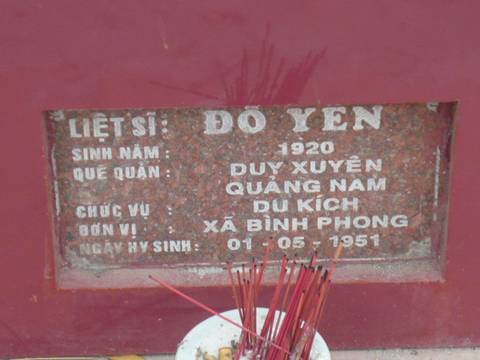 LIỆT SĨ: ĐỖ YÊN
SINH NĂM: 1920
QUÊ QUÁN: DUY XUYÊN
QUẢNG NAM
CHỨC VỤ : DU KÍCH
ĐƠN VỊ : XÃ BÌNH PHONG
NGÀY HY SINH: 01 - 05 - 1951